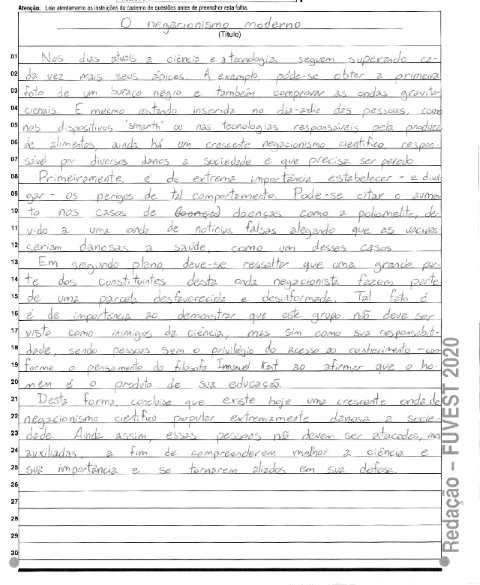 Atenção: Leia atentamente as instruções do caderno de questões antes de preencher esta folha.
O negacionismo moderno
(Título)
01 Nos dias atuais a ciência e a tecnologia seguem superando ca-
02 da vez mais seus ápices. A exemplo, pôde-se obter a primeira
03 foto de um buraco negro e também comprovar as ondas gravita-
04 cionais. E mesmo estando inserida no dia-a-dia das pessoas, como
05 nos dispositivos "smarth" ou nas tecnologias responsáveis pela produção
06 de alimentos, ainda há um crescente negacionismo científico respon-
07 sável por diversos danos a sociedade e que precisa ser parado
08 Primeiramente, é de extrema importância estabelecer - e divul
09 gar - os perigos de tal comportamento. Pode-se citar o aumen-
10 to nos casos de doenças como a poliomelite, de-
11 vido a uma onda de notícias falsas alegando que as vacinas
12 seriam danosas a saúde, como um desses casos.
13 Em segundo plano, deve-se ressaltar que uma grande par-
14 te dos constituintes desta onda negacionista fazem parte
15 de uma parcela desfavorecida e desinformada. Tal fato é
16 é de importância ao demonstrar que este grupo não deve ser
17 visto como inimigos da ciência, mas sim como sua responsabili-
18 dade, sendo pessoas sem o privilégio do acesso ao conhecimento - con-
19 forme o pensamento do filósofo Imanuel Kant ao afirmar que o ho-
20 mem é o produto de sua educação.
21 Desta forma, conclui-se que existe hoje uma crescente onda de
22 negacionismo científico popular extremamente danosa a socie-
23 dade. Ainda assim, essas pessoas não devem ser atacadas, mas
24 auxiliadas, a fim de compreenderem melhor a ciência e
25 sua importância e se tornarem aliados em sua defesa.
26
27
28
29
30
Redação – FUVEST 2020